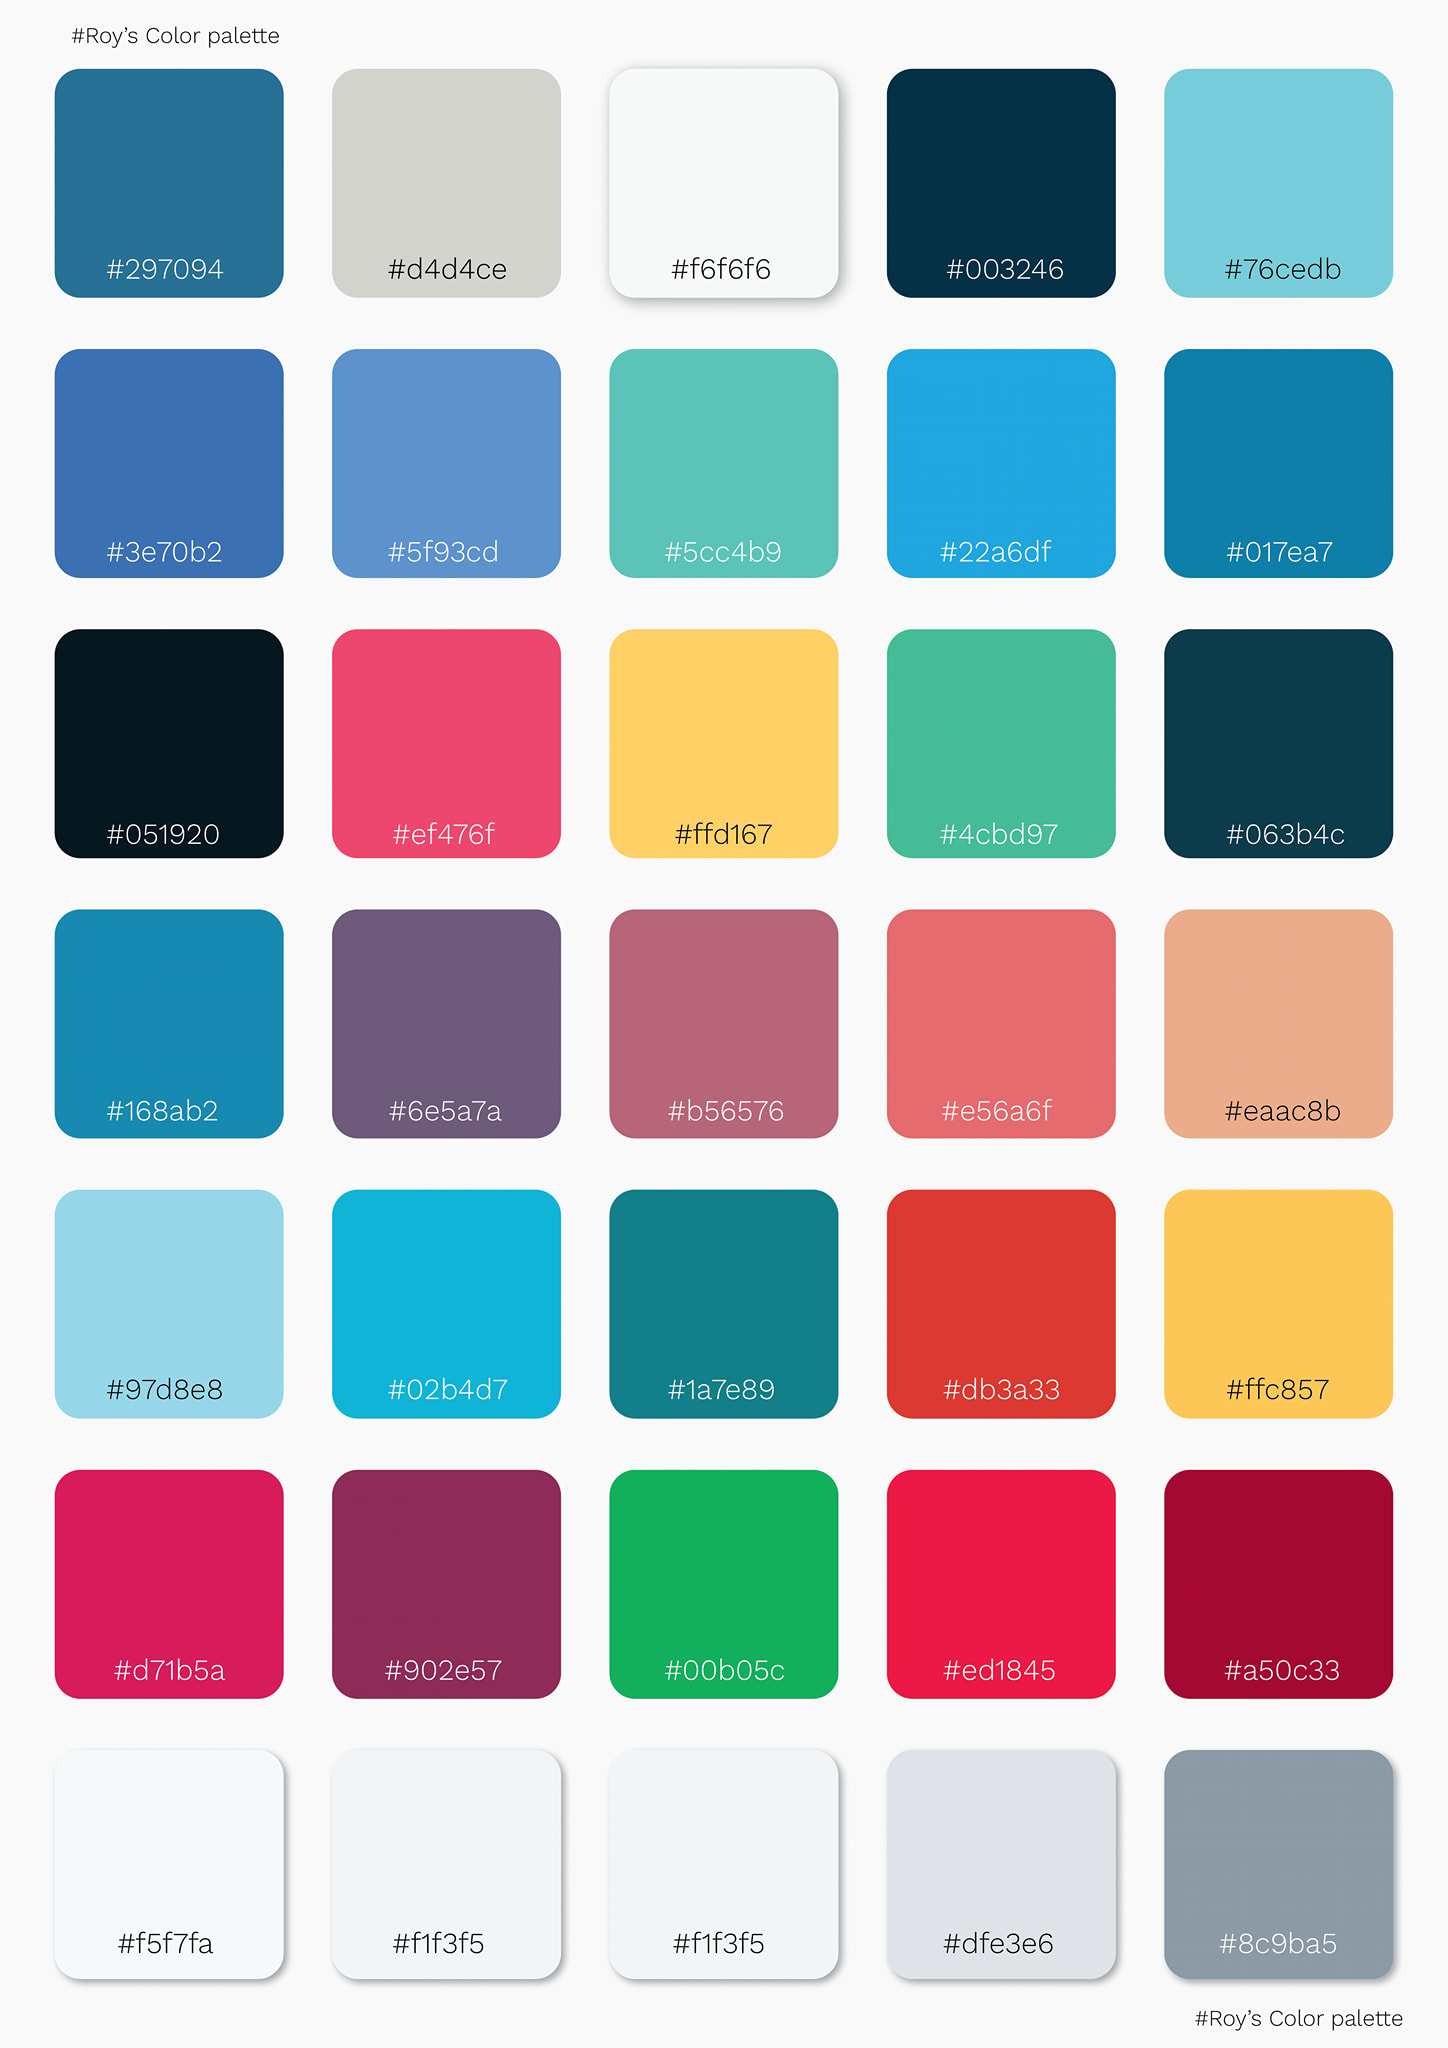 #Roy's Color palette
#297094 #d4d4ce #f6f6f6 #003246 #76cedb
#3e70b2 #5f93cd #5cc4b9 #22a6df #017ea7
#051920 #ef476f #ffd167 #4cbd97 #063b4c
#168ab2 #6e5a7a #b56576 #e56a6f #eaac8b
#97d8e8 #02b4d7 #1a7e89 #db3a33 #ffc857
#d71b5a #902e57 #00b05c #ed1845 #a50c33
#f5f7fa #f1f3f5 #f1f3f5 #dfe3e6 #8c9ba5
#Roy's Color palette